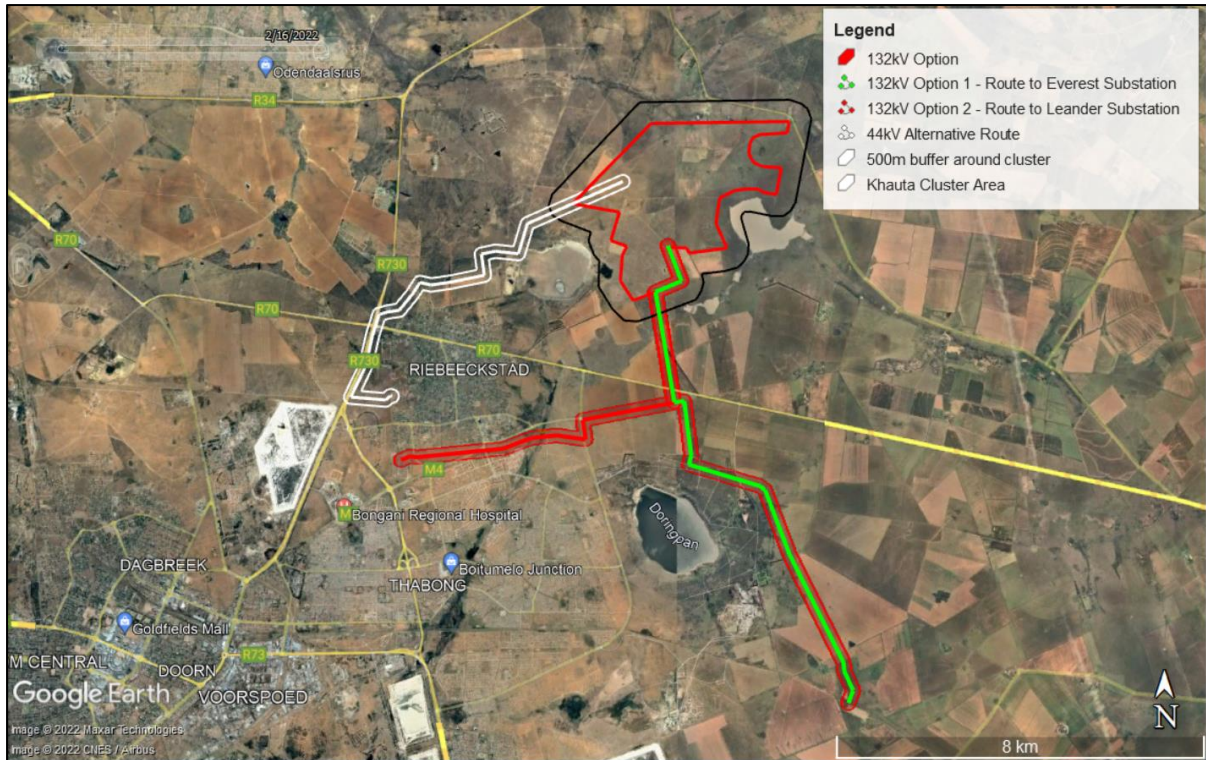 2/16/2022
Odendaalsrus
R34
R70
R730
R70
R730
R70
RIEBEECKSTAD
M4
M
Bongani Regional Hospital
Doringpan
DAGBREEK
Boitumelo Junction
THABONG
Goldfields Mall
R73
M CENTRAL
DOORN
VOORSPOED
Google Earth
Image © 2022 Maxar Technologies
Image © 2022 CNES / Airbus
Legend
132kV Option
132kV Option 1 - Route to Everest Substation
132kV Option 2 - Route to Leander Substation
44kV Alternative Route
500m buffer around cluster
Khauta Cluster Area
N
8 km